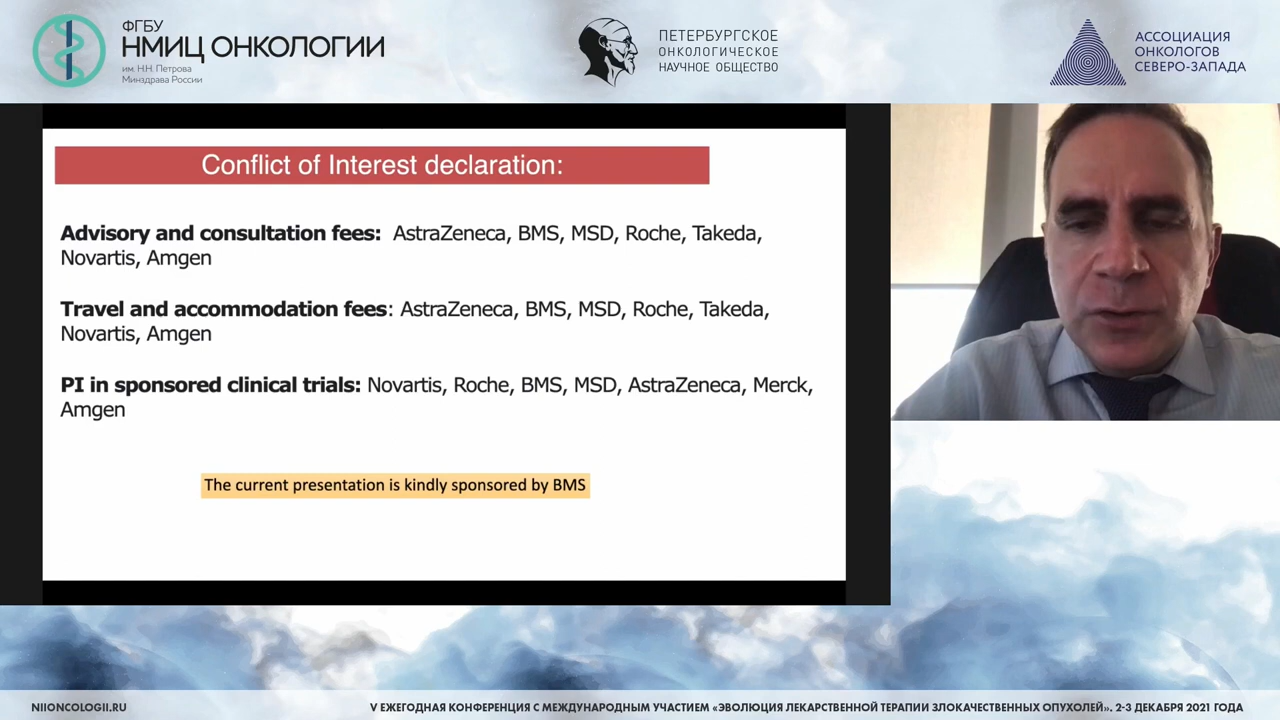 ФГБУ
НМИЦ ОНКОЛОГИИ
им. Н.Н. Петрова
Минздрава России
ПЕТЕРБУРГСКОЕ
ОНКОЛОГИЧЕСКОЕ
НАУЧНОЕ ОБЩЕСТВО
АССОЦИАЦИЯ
ОНКОЛОГОВ
СЕВЕРО-ЗАПАДА
Conflict of Interest declaration:
Advisory and consultation fees: AstraZeneca, BMS, MSD, Roche, Takeda,
Novartis, Amgen
Travel and accommodation fees: AstraZeneca, BMS, MSD, Roche, Takeda,
Novartis, Amgen
PI in sponsored clinical trials: Novartis, Roche, BMS, MSD, AstraZeneca, Merck,
Amgen
The current presentation is kindly sponsored by BMS
NIIONCOLOGII.RU
V ЕЖЕГОДНАЯ КОНФЕРЕНЦИЯ С МЕЖДУНАРОДНЫМ УЧАСТИЕМ «ЭВОЛЮЦИЯ ЛЕКАРСТВЕННОЙ ТЕРАПИИ ЗЛОКАЧЕСТВЕННЫХ ОПУХОЛЕЙ». 2-3 ДЕКАБРЯ 2021 ГОДА